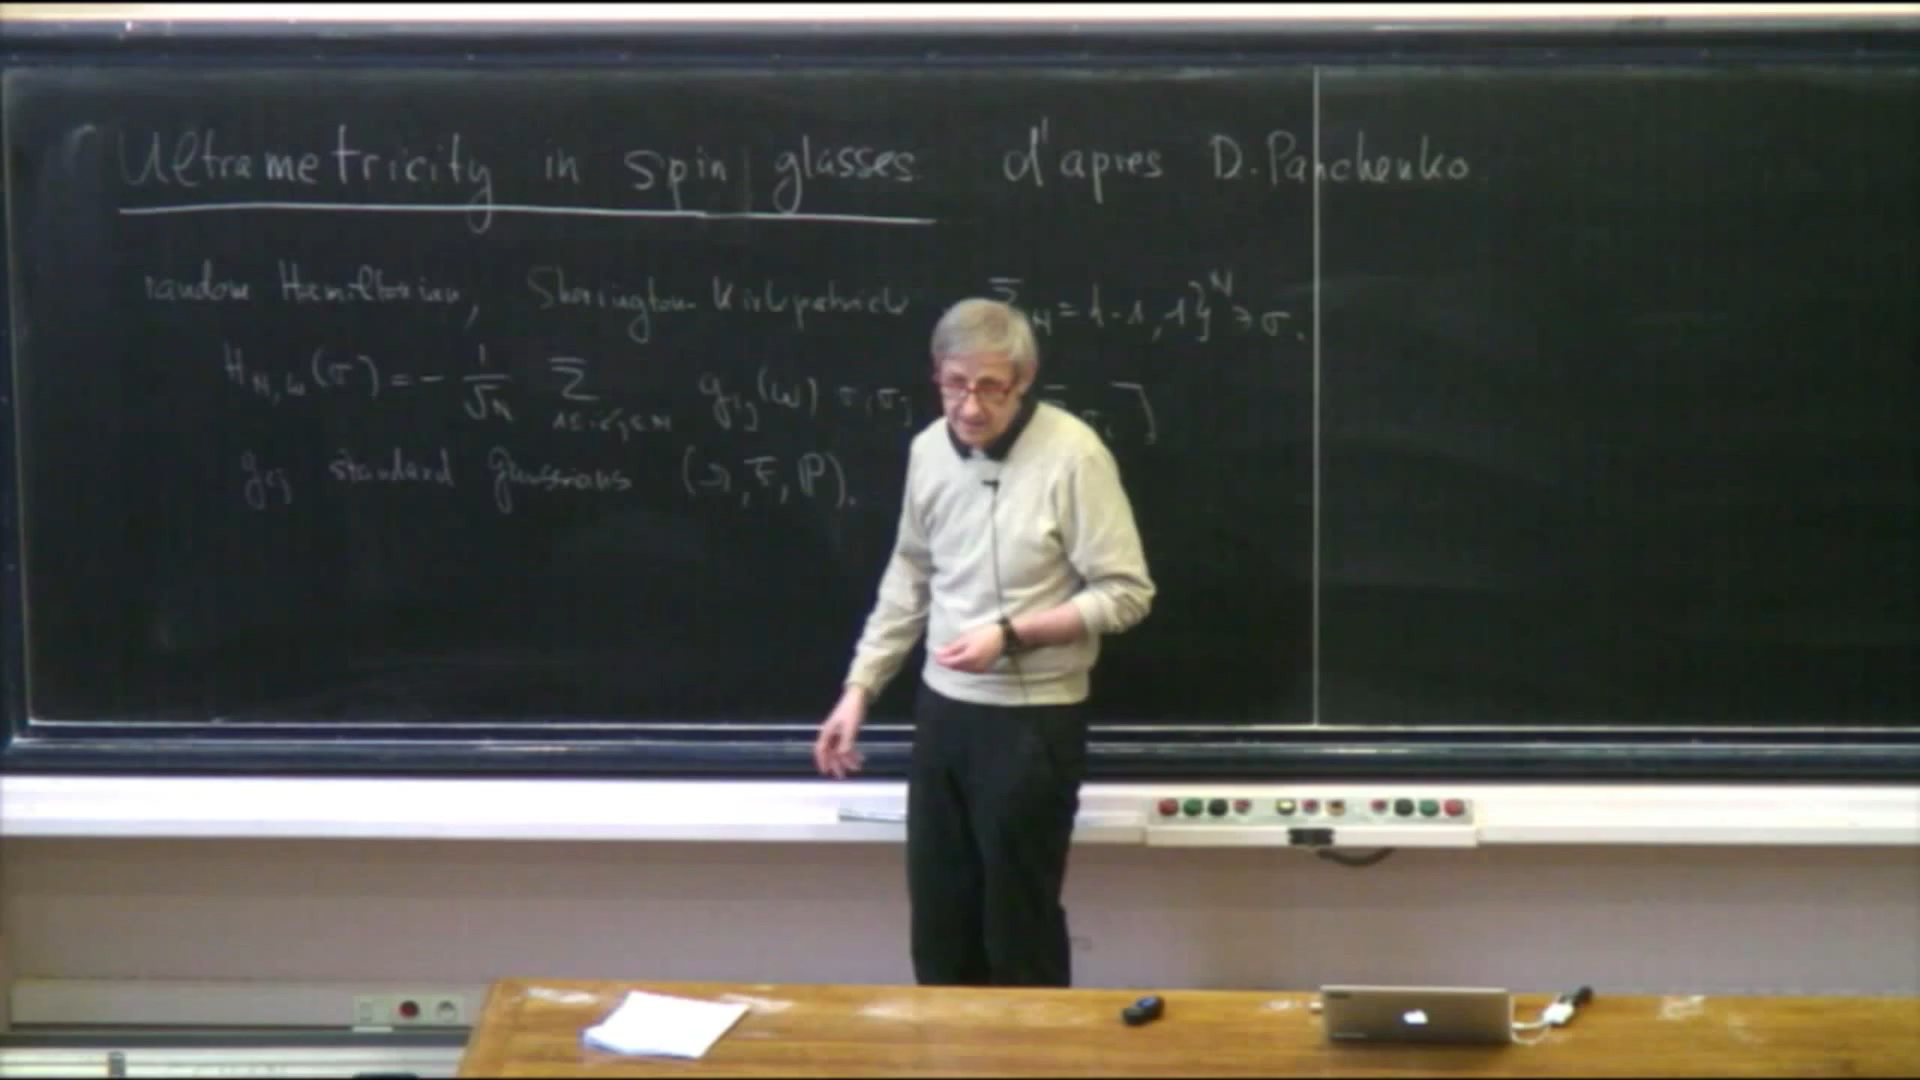 Ultrametricity in spin glasses d'apres D. Panchenko
random Hamiltonian, Sherrington-Kirkpatrick Σ_N = {-1, 1}^N ∋ σ.
H_{N,ω}(σ) = - 1/√N Σ_{1≤i<j≤N} g_{ij}(ω) σ_i σ_j σ_i ]
g_{ij} standard gaussians (Ω, F, P).